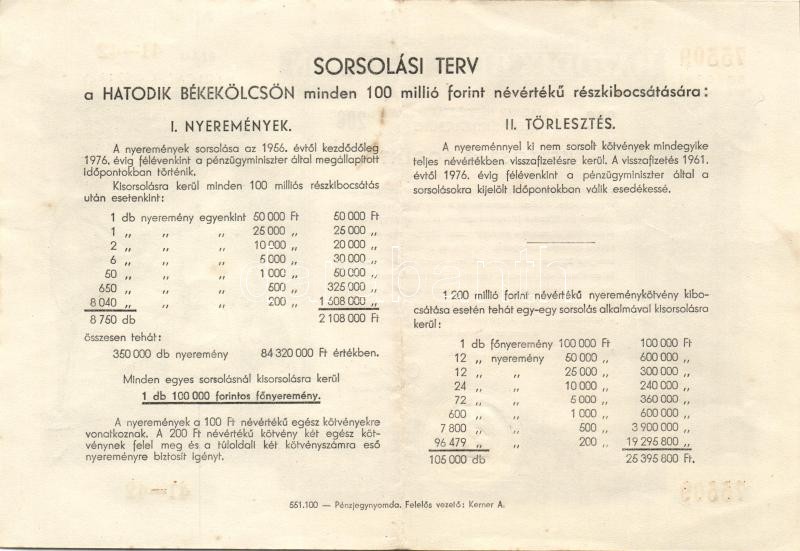 SORSOLÁSI TERV
a HATODIK BÉKEKÖLCSÖN minden 100 millió forint névértékű részkibocsátására:
I. NYEREMÉNYEK.
A nyeremények sorsolása az 1956. évtől kezdődőleg
1976. évig félévenkint a pénzügyminiszter által megállapított
időpontokban történik.
Kisorsolásra kerül minden 100 milliós részkibocsátás
után esetenkint:
1 db nyeremény egyenkint 50 000 Ft 50 000 Ft
1 „ „ „ 25 000 „ 25 000 „
2 „ „ „ 10 000 „ 20 000 „
6 „ „ „ 5 000 „ 30 000 „
50 „ „ „ 1 000 „ 50 000 „
650 „ „ „ 500 „ 325 000 „
8 040 „ „ „ 200 „ 1 608 000 „
8 750 db 2 108 000 Ft
összesen tehát:
350 000 db nyeremény 84 320 000 Ft értékben.
Minden egyes sorsolásnál kisorsolásra kerül
1 db 100 000 forintos főnyeremény.
A nyeremények a 100 Ft névértékű egész kötvényekre
vonatkoznak. A 200 Ft névértékű kötvény két egész köt-
vénynek felel meg és a túloldali két kötvényszámra eső
nyereményre biztosít igényt.
II. TÖRLESZTÉS.
A nyereménnyel ki nem sorsolt kötvények mindegyike
teljes névértékben visszafizetésre kerül. A visszafizetés 1961.
évtől 1976. évig félévenkint a pénzügyminiszter által a
sorsolásokra kijelölt időpontokban válik esedékessé.
1 200 millió forint névértékű nyereménykötvény kibo-
csátása esetén tehát egy-egy sorsolás alkalmával kisorsolásra
kerül:
1 db főnyeremény 100 000 Ft 100 000 Ft
12 „ nyeremény 50 000 „ 600 000 „
12 „ „ 25 000 „ 300 000 „
24 „ „ 10 000 „ 240 000 „
72 „ „ 5 000 „ 360 000 „
600 „ „ 1 000 „ 600 000 „
7 800 „ „ 500 „ 3 900 000 „
96 479 „ „ 200 „ 19 295 800 „
105 000 db 25 395 800 Ft.
551.100 — Pénzjegynyomda. Felelős vezető: Kerner A.